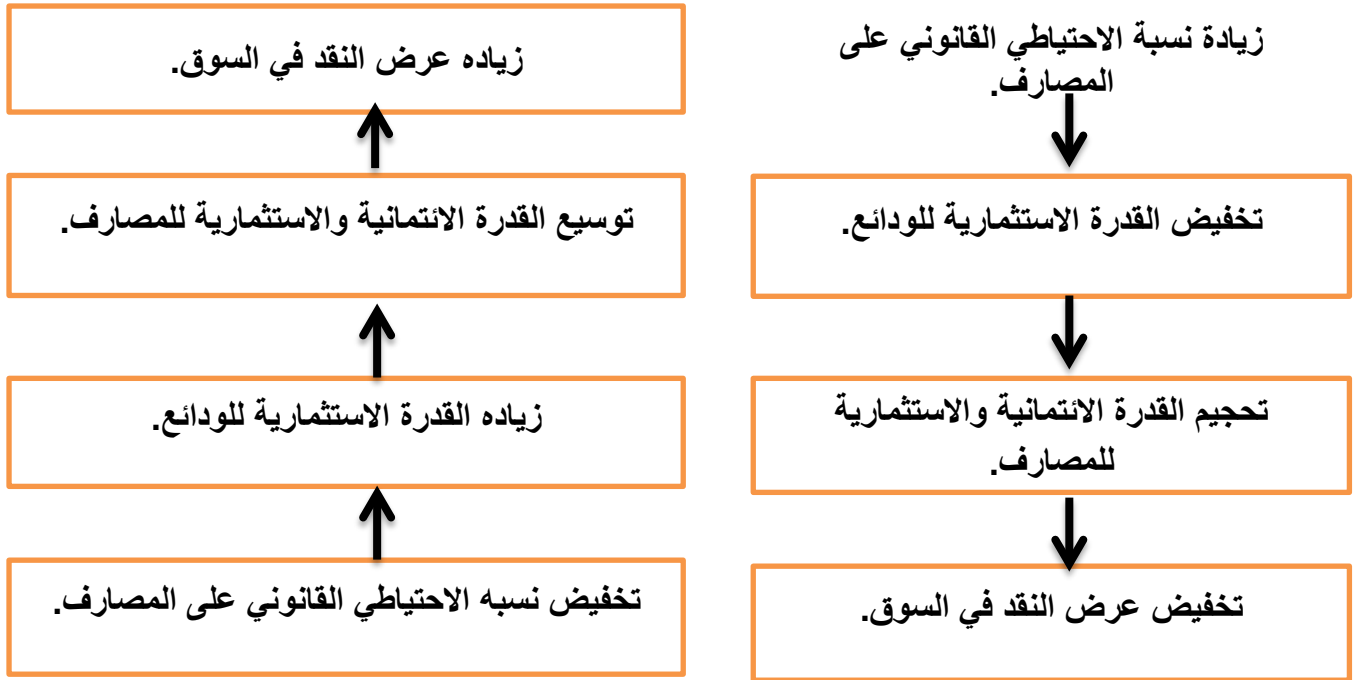 زيادة نسبة الاحتياطي القانوني على
المصارف.
تخفيض القدرة الاستثمارية للودائع.
تحجيم القدرة الائتمانية والاستثمارية
للمصارف.
تخفيض عرض النقد في السوق.
زياده عرض النقد في السوق.
توسيع القدرة الائتمانية والاستثمارية للمصارف.
زياده القدرة الاستثمارية للودائع.
تخفيض نسبه الاحتياطي القانوني على المصارف.